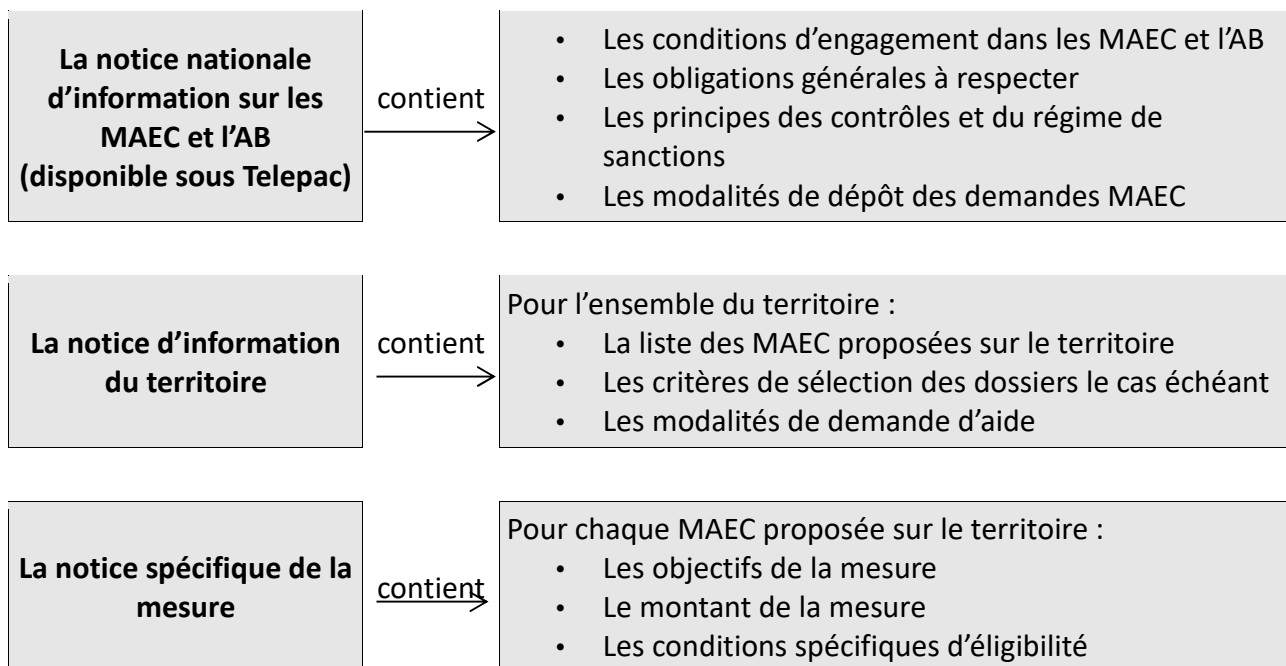 La notice nationale
d’information sur les
MAEC et l’AB
(disponible sous Telepac)
contient
• Les conditions d’engagement dans les MAEC et l’AB
• Les obligations générales à respecter
• Les principes des contrôles et du régime de
sanctions
• Les modalités de dépôt des demandes MAEC
La notice d’information
du territoire
contient
Pour l’ensemble du territoire :
• La liste des MAEC proposées sur le territoire
• Les critères de sélection des dossiers le cas échéant
• Les modalités de demande d’aide
La notice spécifique de la
mesure
contient
Pour chaque MAEC proposée sur le territoire :
• Les objectifs de la mesure
• Le montant de la mesure
• Les conditions spécifiques d’éligibilité